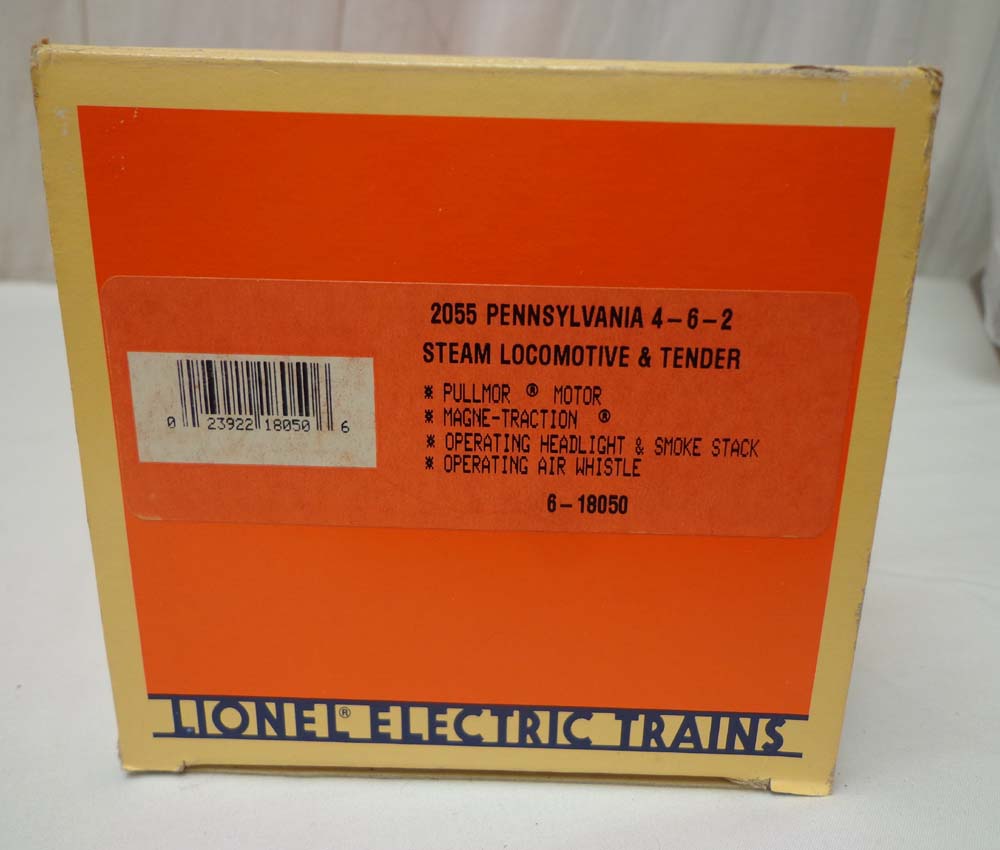 2055 PENNSYLVANIA 4-6-2
STEAM LOCOMOTIVE & TENDER
* PULLMOR ® MOTOR
* MAGNE-TRACTION ®
* OPERATING HEADLIGHT & SMOKE STACK
* OPERATING AIR WHISTLE
6-18050
0 23922 18050 6
LIONEL® ELECTRIC TRAINS